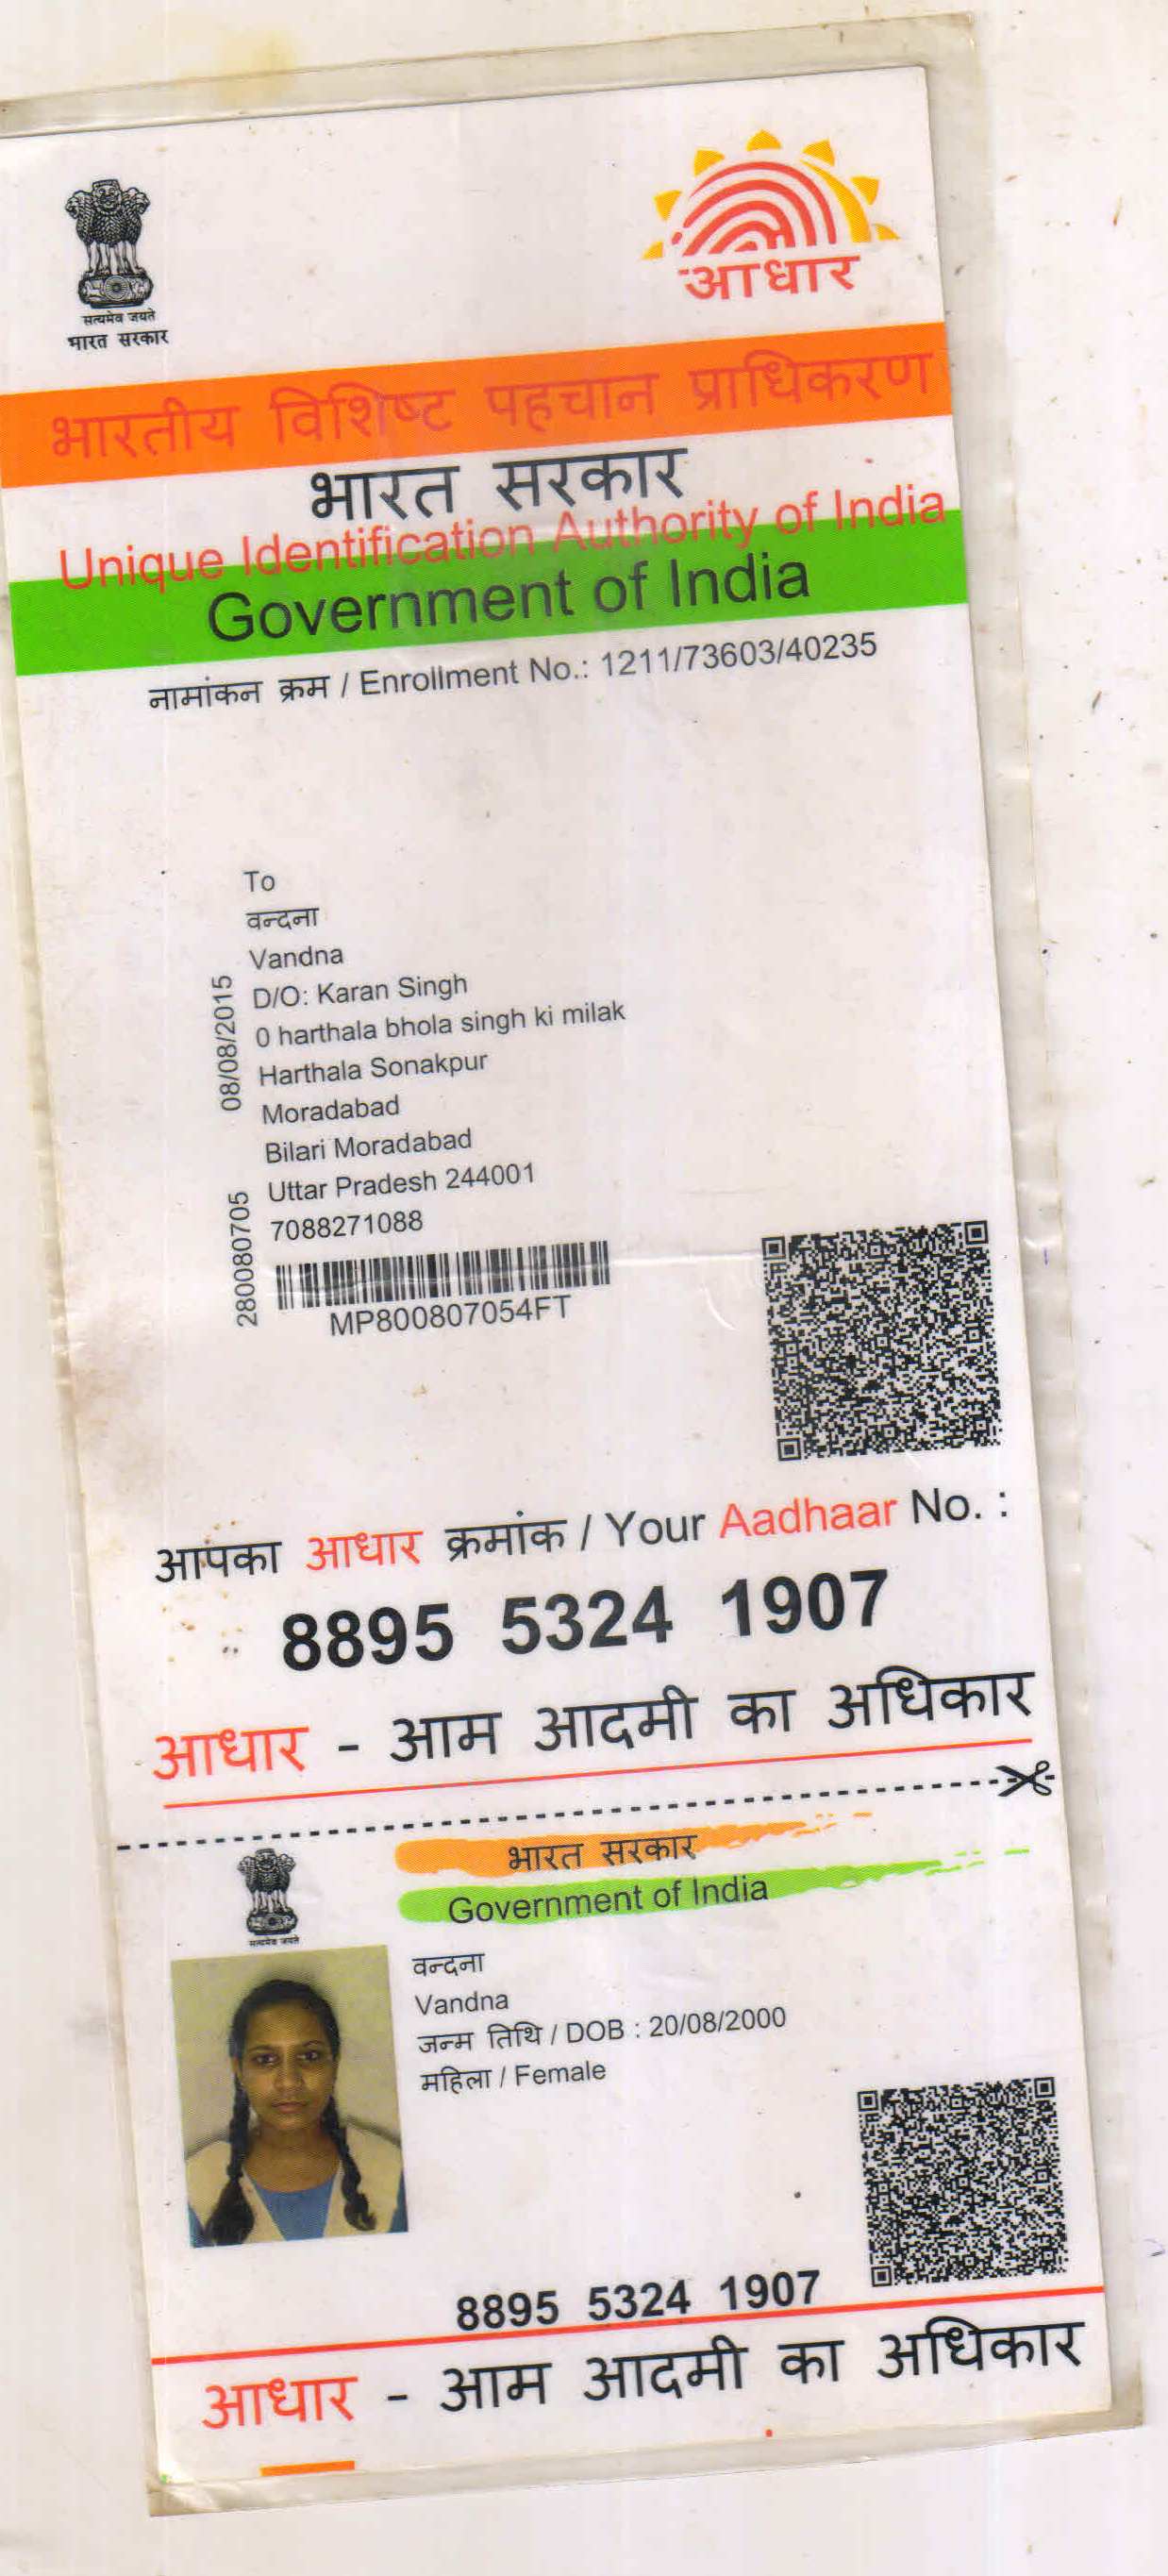 सत्यमेव जयते
भारत सरकार
आधार
भारतीय विशिष्ट पहचान प्राधिकरण
भारत सरकार
Unique Identification Authority of India
Government of India
नामांकन क्रम / Enrollment No.: 1211/73603/40235
To
वन्दना
Vandna
D/O: Karan Singh
0 harthala bhola singh ki milak
Harthala Sonakpur
Moradabad
Bilari Moradabad
Uttar Pradesh 244001
7088271088
08/08/2015
280080705
MP800807054FT
आपका आधार क्रमांक / Your Aadhaar No. :
8895 5324 1907
आधार - आम आदमी का अधिकार
भारत सरकार
Government of India
सत्यमेव जयते
वन्दना
Vandna
जन्म तिथि / DOB : 20/08/2000
महिला / Female
8895 5324 1907
आधार - आम आदमी का अधिकार